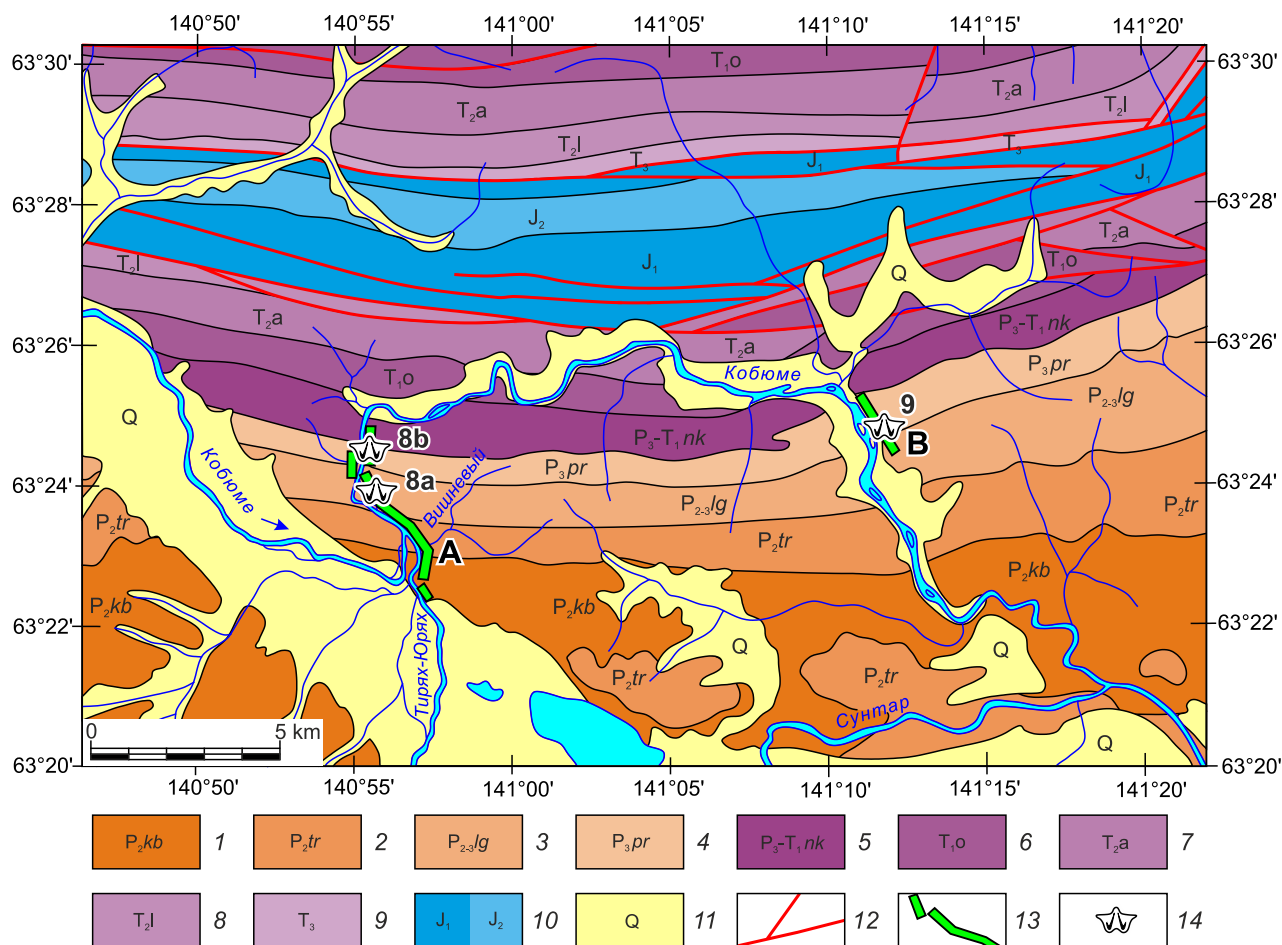 140°50' 140°55' 141°00' 141°05' 141°10' 141°15' 141°20'
63°30' T₁o 63°30'
T₂a T₂a T₂l
T₂l T₃ J₁ T₃
J₁
63°28' J₂ 63°28'
T₂l J₁ T₂a
Q T₁o
T₂a P₃-T₁nk
63°26' T₂a P₃pr 63°26'
T₁o Кобюме P₂₋₃lg
Q 8b P₃-T₁nk 9
B
Кобюме 8a Вишневый P₃pr
63°24' P₂₋₃lg 63°24'
P₂tr A P₂tr P₂tr
P₂kb P₂kb P₂kb
63°22' Q Q 63°22'
Q
Тирях-Юрях P₂tr P₂tr
Сунтар
0 5 km Q
63°20' 63°20'
140°50' 140°55' 141°00' 141°05' 141°10' 141°15' 141°20'
P₂kb 1 P₂tr 2 P₂₋₃lg 3 P₃pr 4 P₃-T₁nk 5 T₁o 6 T₂a 7
T₂l 8 T₃ 9 J₁ J₂ 10 Q 11 12 13 14